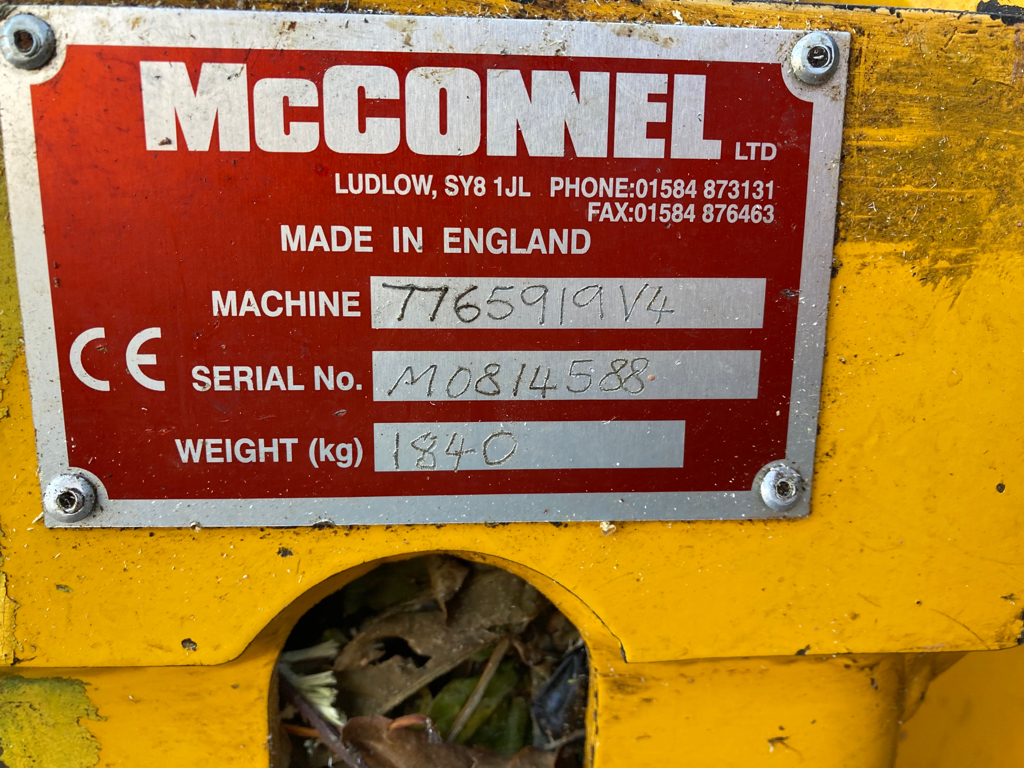 McCONNEL LTD
LUDLOW, SY8 1JL PHONE:01584 873131
FAX:01584 876463
MADE IN ENGLAND
MACHINE 7765919V4
CE SERIAL No. M0814588
WEIGHT (kg) 1840